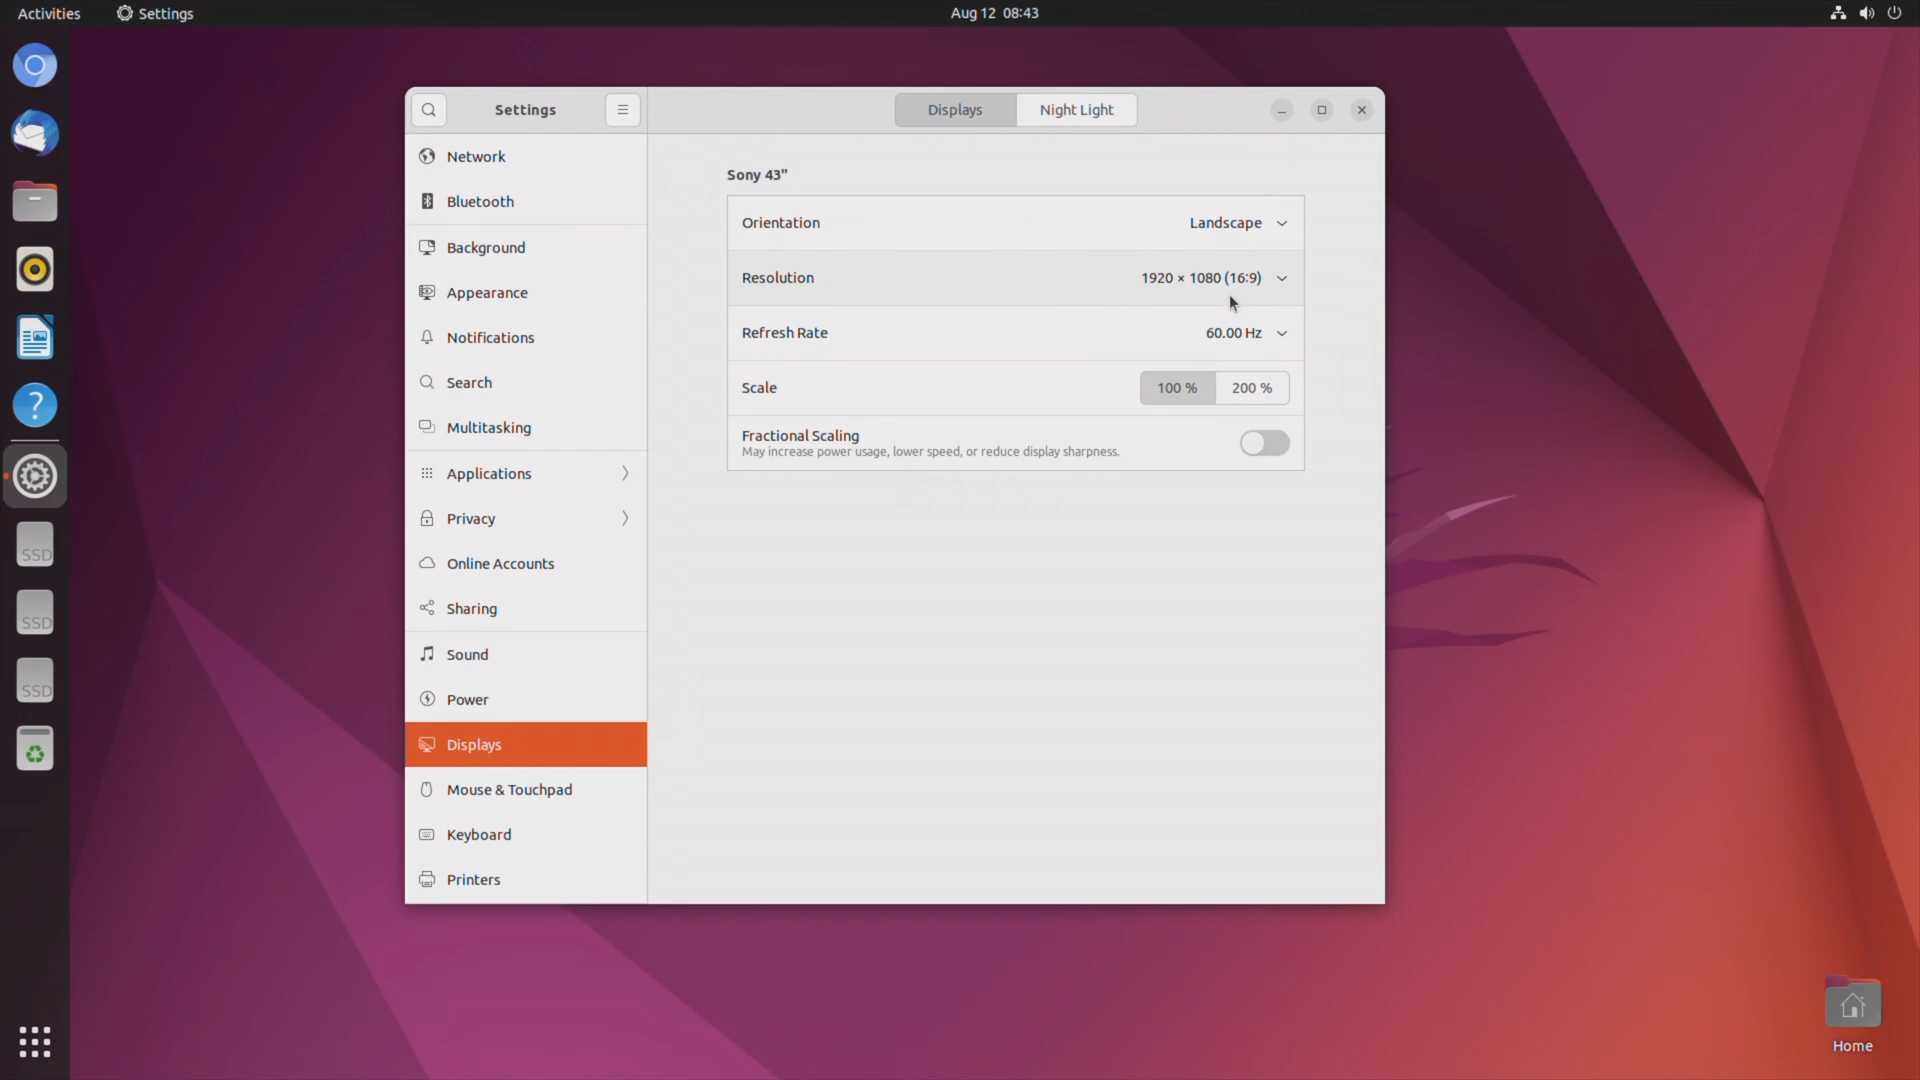 Activities
Settings
Aug 12 08:43
Settings
Displays
Night Light
Network
Bluetooth
Background
Appearance
Notifications
Search
Multitasking
Applications
Privacy
Online Accounts
Sharing
Sound
Power
Displays
Mouse & Touchpad
Keyboard
Printers
Sony 43"
Orientation
Landscape
Resolution
1920 × 1080 (16:9)
Refresh Rate
60.00 Hz
Scale
100 %
200 %
Fractional Scaling
May increase power usage, lower speed, or reduce display sharpness.
?
SSD
SSD
SSD
Home